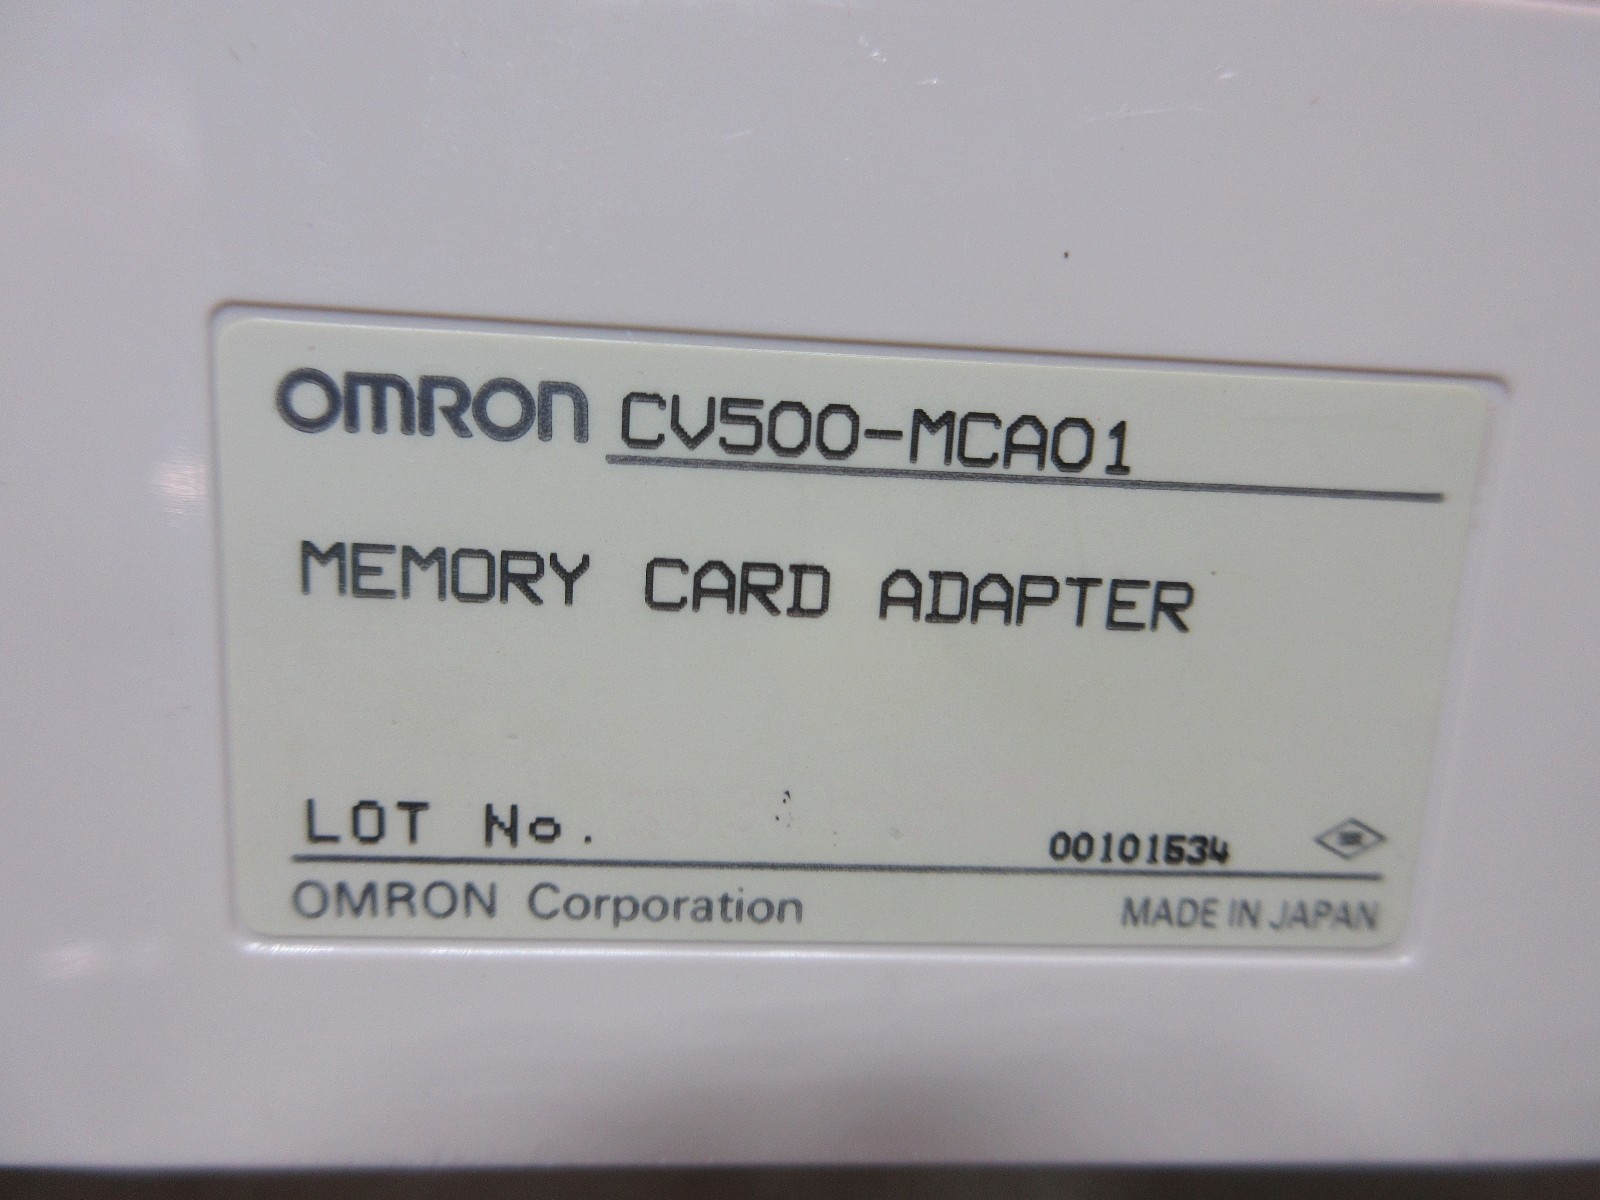 OMRON CV500-MCA01
MEMORY CARD ADAPTER
LOT No. 00101534
OMRON Corporation MADE IN JAPAN